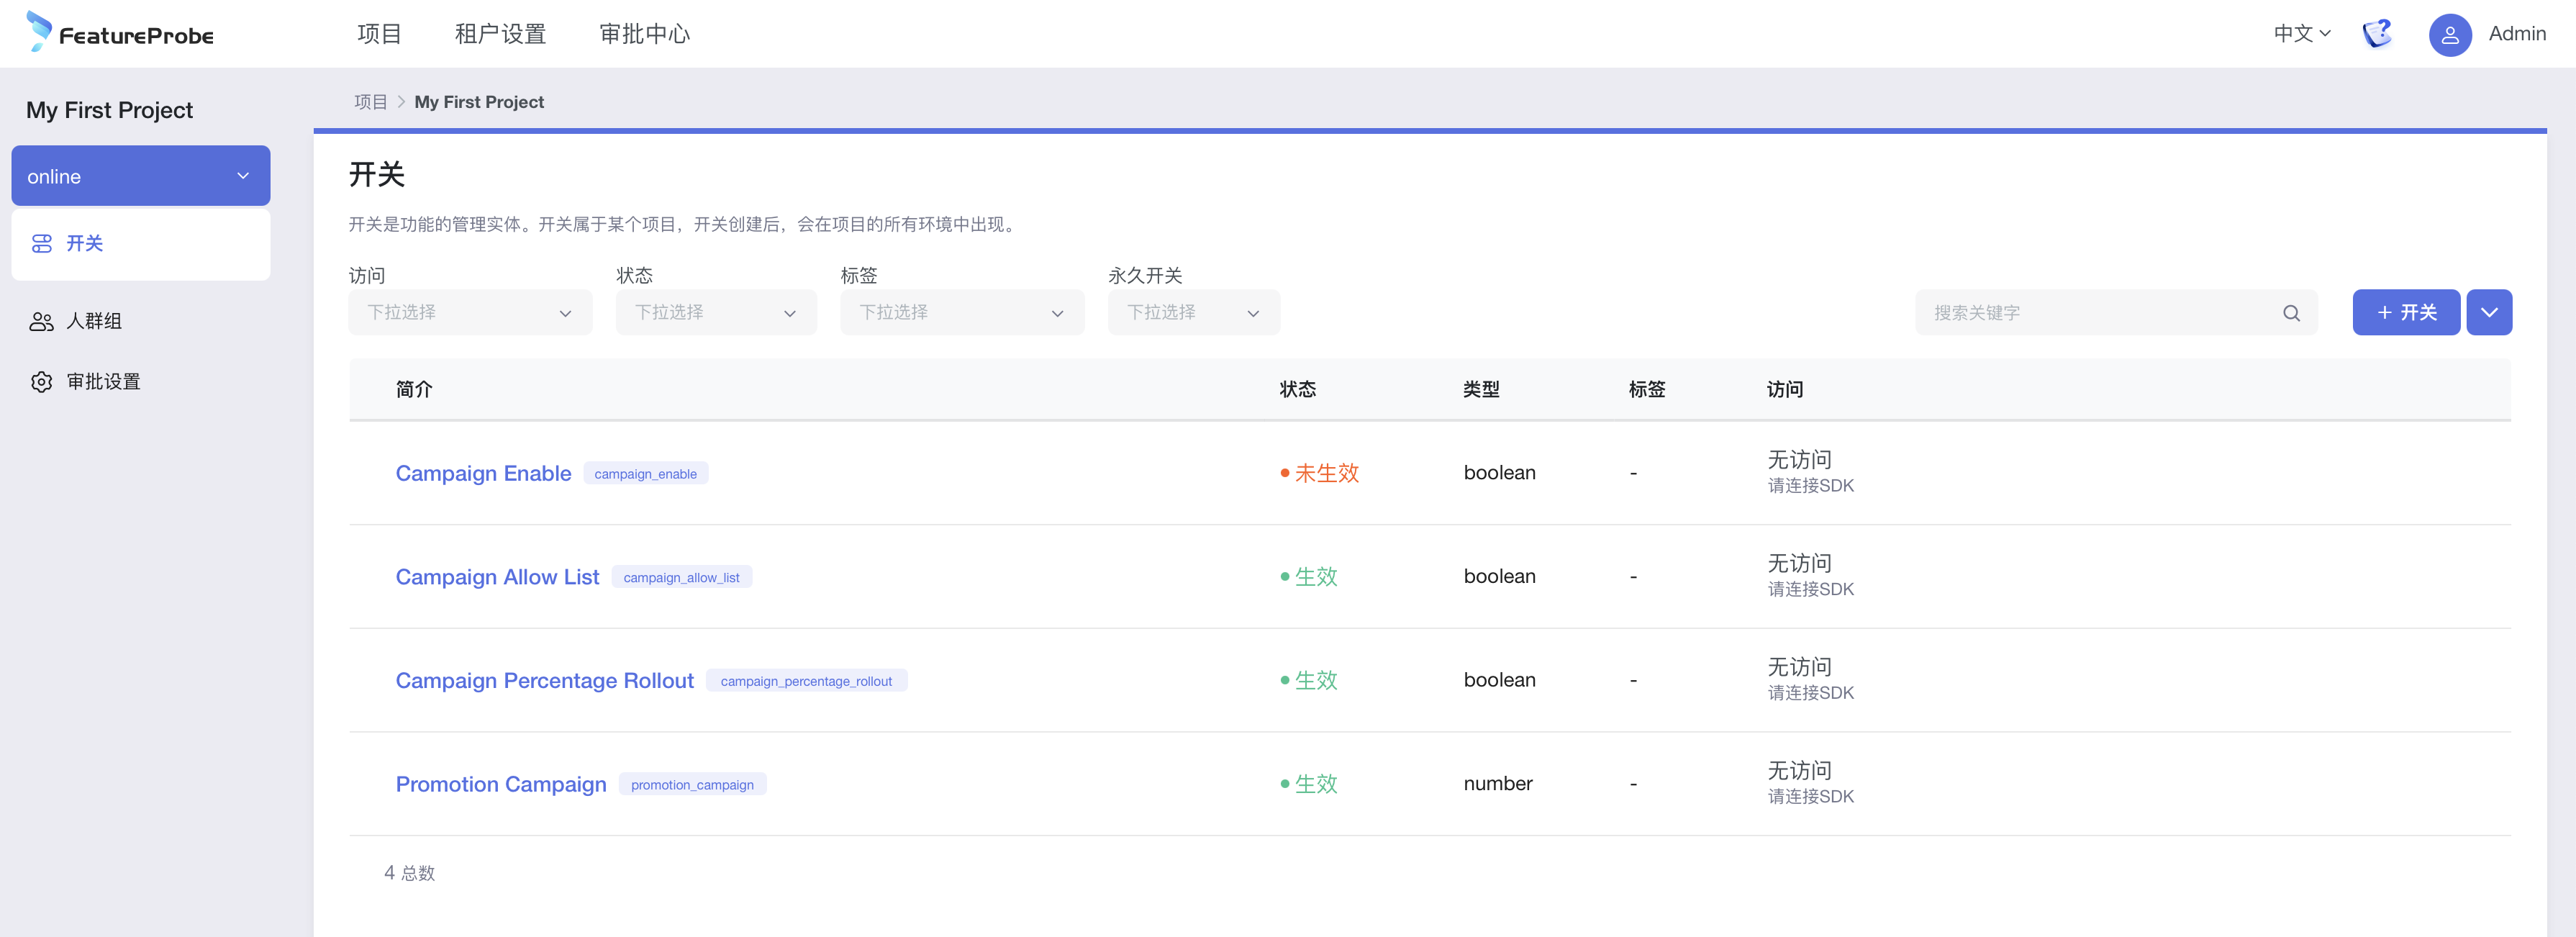 FeatureProbe 项目 租户设置 审批中心 中文 Admin
My First Project
online
开关
人群组
审批设置
项目 > My First Project
开关
开关是功能的管理实体。开关属于某个项目，开关创建后，会在项目的所有环境中出现。
访问 状态 标签 永久开关
下拉选择 下拉选择 下拉选择 下拉选择 搜索关键字 + 开关
简介 状态 类型 标签 访问
Campaign Enable campaign_enable 未生效 boolean - 无访问
请连接SDK
Campaign Allow List campaign_allow_list 生效 boolean - 无访问
请连接SDK
Campaign Percentage Rollout campaign_percentage_rollout 生效 boolean - 无访问
请连接SDK
Promotion Campaign promotion_campaign 生效 number - 无访问
请连接SDK
4 总数